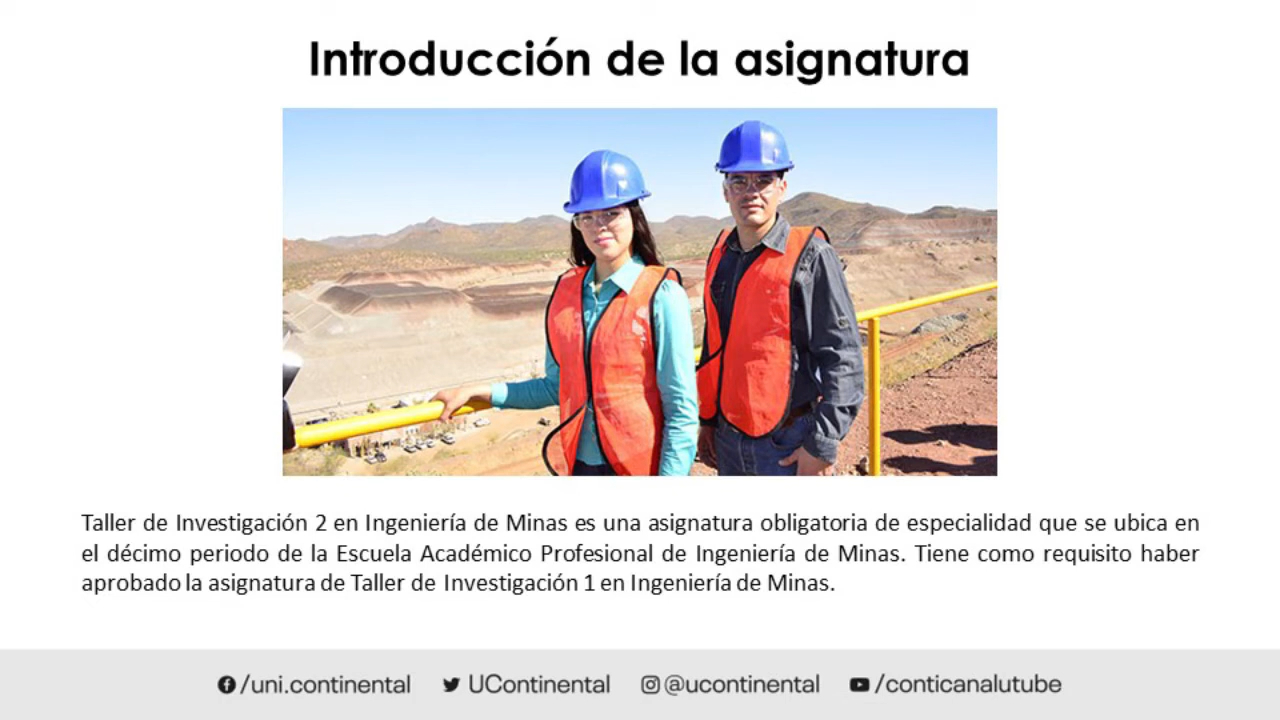 Introducción de la asignatura
Taller de Investigación 2 en Ingeniería de Minas es una asignatura obligatoria de especialidad que se ubica en
el décimo periodo de la Escuela Académico Profesional de Ingeniería de Minas. Tiene como requisito haber
aprobado la asignatura de Taller de Investigación 1 en Ingeniería de Minas.
/uni.continental UContinental @ucontinental /conticanalutube